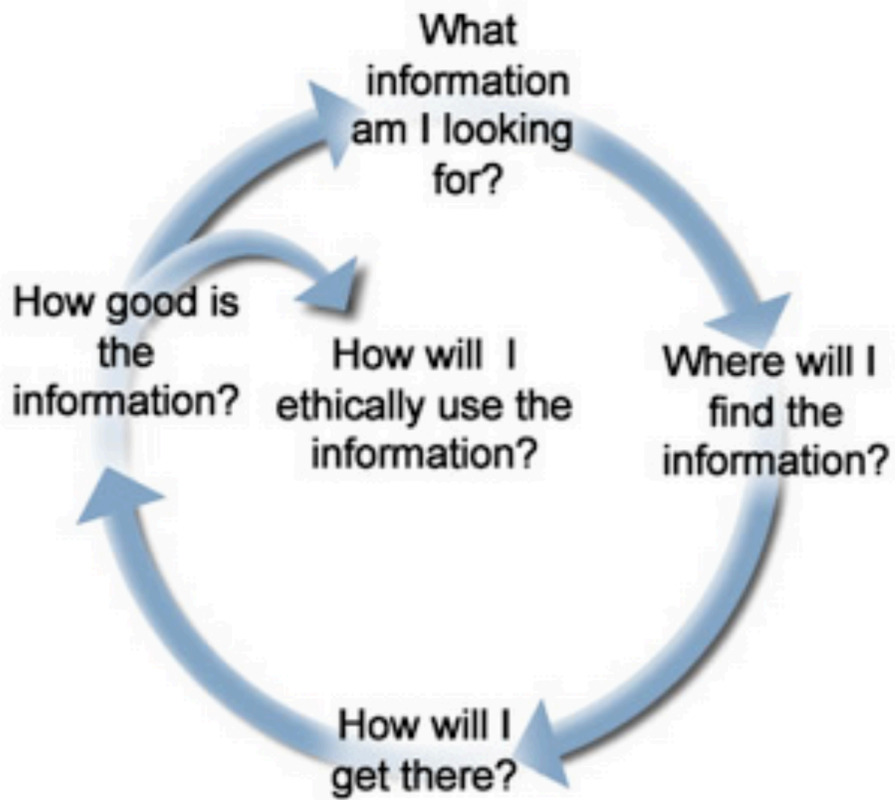 What
information
am I looking
for?
Where will I
find the
information?
How will I
get there?
How good is
the
information?
How will I
ethically use the
information?